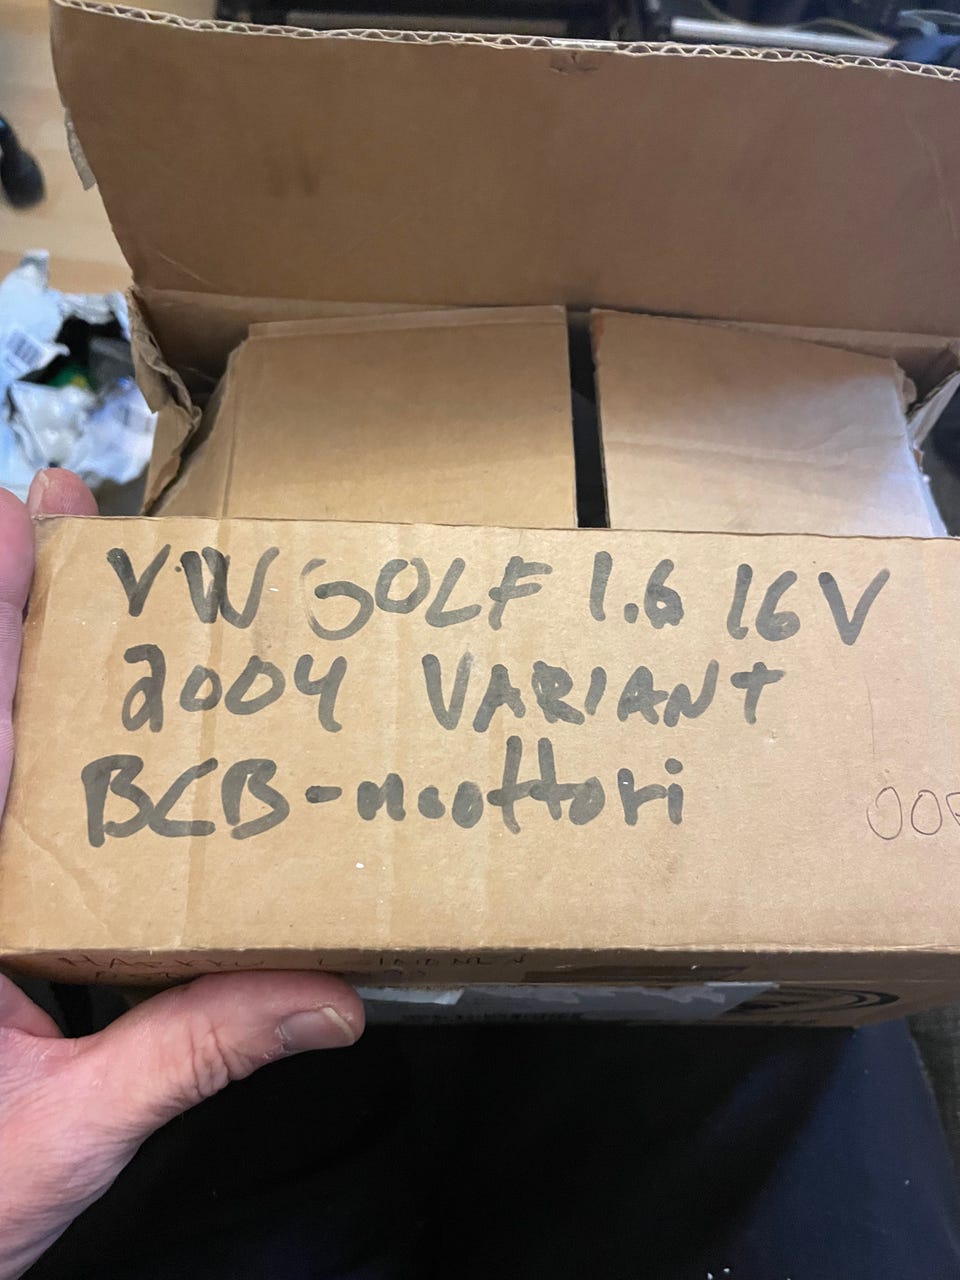 VW GOLF 1.6 16V
2004 VARIANT
BCB-moottori